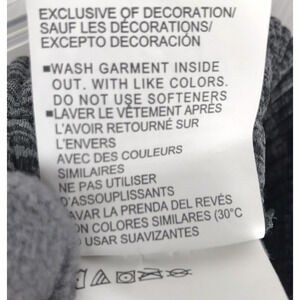 EXCLUSIVE OF DECORATION/
SAUF LES DÉCORATIONS/
EXCEPTO DECORACIÓN
■WASH GARMENT INSIDE
OUT. WITH LIKE COLORS.
DO NOT USE SOFTENERS
■LAVER LE VÊTEMENT APRÈS
L'AVOIR RETOURNÉ SUR
L'ENVERS
AVEC DES COULEURS
SIMILAIRES
NE PAS UTILISER
D'ASSOUPLISSANTS
AVAR LA PRENDA DEL REVÉS
ON COLORES SIMILARES (30°C
USAR SUAVIZANTES